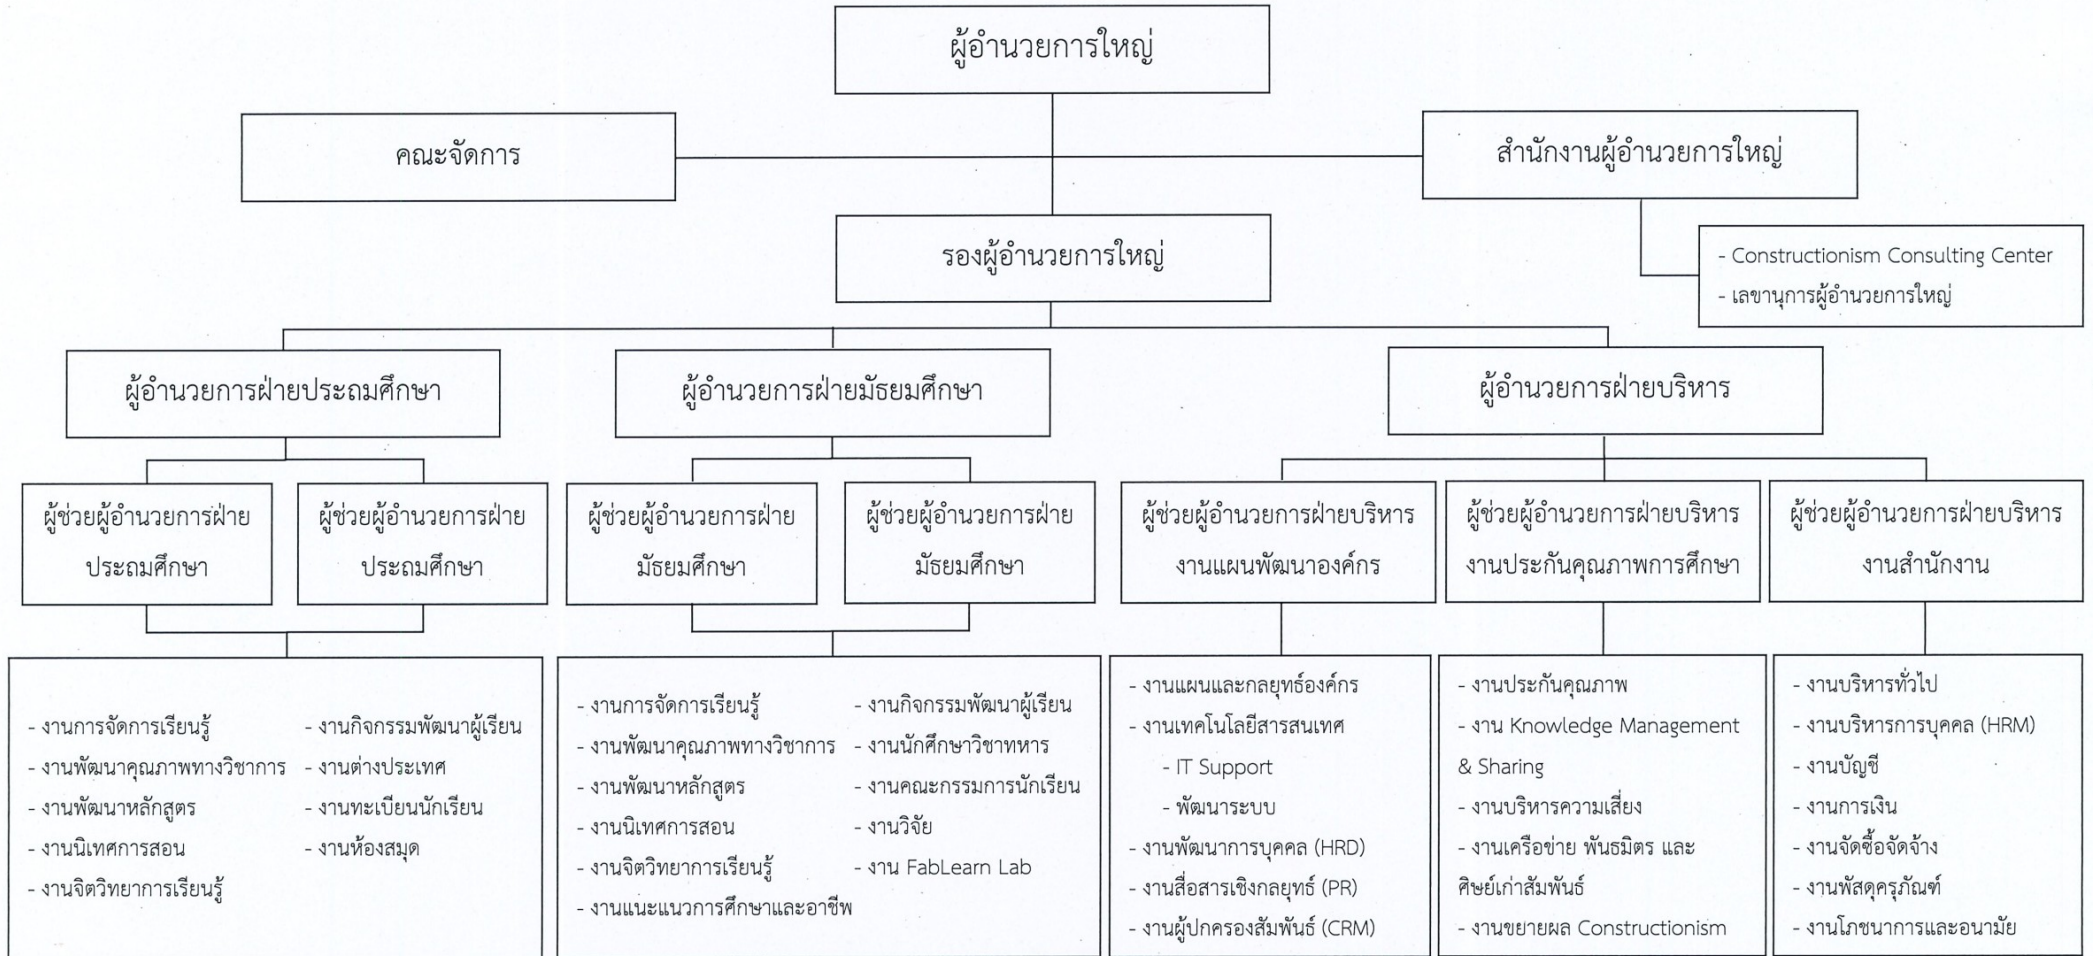 ผู้อำนวยการใหญ่
คณะจัดการ
สำนักงานผู้อำนวยการใหญ่
รองผู้อำนวยการใหญ่
- Constructionism Consulting Center
- เลขานุการผู้อำนวยการใหญ่
ผู้อำนวยการฝ่ายประถมศึกษา
ผู้อำนวยการฝ่ายมัธยมศึกษา
ผู้อำนวยการฝ่ายบริหาร
ผู้ช่วยผู้อำนวยการฝ่าย
ประถมศึกษา
ผู้ช่วยผู้อำนวยการฝ่าย
ประถมศึกษา
ผู้ช่วยผู้อำนวยการฝ่าย
มัธยมศึกษา
ผู้ช่วยผู้อำนวยการฝ่าย
มัธยมศึกษา
ผู้ช่วยผู้อำนวยการฝ่ายบริหาร
งานแผนพัฒนาองค์กร
ผู้ช่วยผู้อำนวยการฝ่ายบริหาร
งานประกันคุณภาพการศึกษา
ผู้ช่วยผู้อำนวยการฝ่ายบริหาร
งานสำนักงาน
- งานการจัดการเรียนรู้
- งานพัฒนาคุณภาพทางวิชาการ
- งานพัฒนาหลักสูตร
- งานนิเทศการสอน
- งานจิตวิทยาการเรียนรู้
- งานกิจกรรมพัฒนาผู้เรียน
- งานต่างประเทศ
- งานทะเบียนนักเรียน
- งานห้องสมุด
- งานการจัดการเรียนรู้
- งานพัฒนาคุณภาพทางวิชาการ
- งานพัฒนาหลักสูตร
- งานนิเทศการสอน
- งานจิตวิทยาการเรียนรู้
- งานแนะแนวการศึกษาและอาชีพ
- งานกิจกรรมพัฒนาผู้เรียน
- งานนักศึกษาวิชาทหาร
- งานคณะกรรมการนักเรียน
- งานวิจัย
- งาน FabLearn Lab
- งานแผนและกลยุทธ์องค์กร
- งานเทคโนโลยีสารสนเทศ
- IT Support
- พัฒนาระบบ
- งานพัฒนาการบุคคล (HRD)
- งานสื่อสารเชิงกลยุทธ์ (PR)
- งานผู้ปกครองสัมพันธ์ (CRM)
- งานประกันคุณภาพ
- งาน Knowledge Management
& Sharing
- งานบริหารความเสี่ยง
- งานเครือข่าย พันธมิตร และ
ศิษย์เก่าสัมพันธ์
- งานขยายผล Constructionism
- งานบริหารทั่วไป
- งานบริหารการบุคคล (HRM)
- งานบัญชี
- งานการเงิน
- งานจัดซื้อจัดจ้าง
- งานพัสดุครุภัณฑ์
- งานโภชนาการและอนามัย